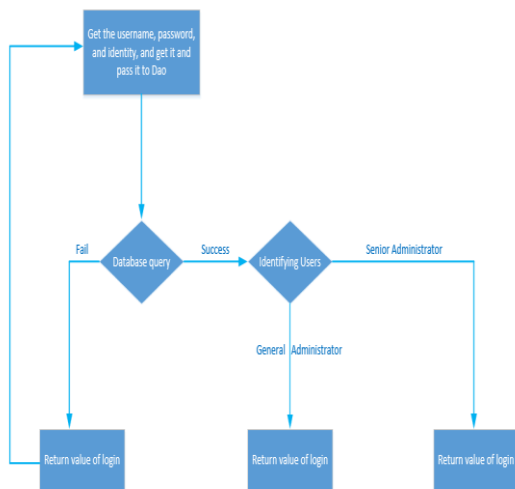 Get the username, password,
and identity, and get it and
pass it to Dao
Fail
Database query
Success
Identifying Users
Senior Administrator
General Administrator
Return value of login
Return value of login
Return value of login